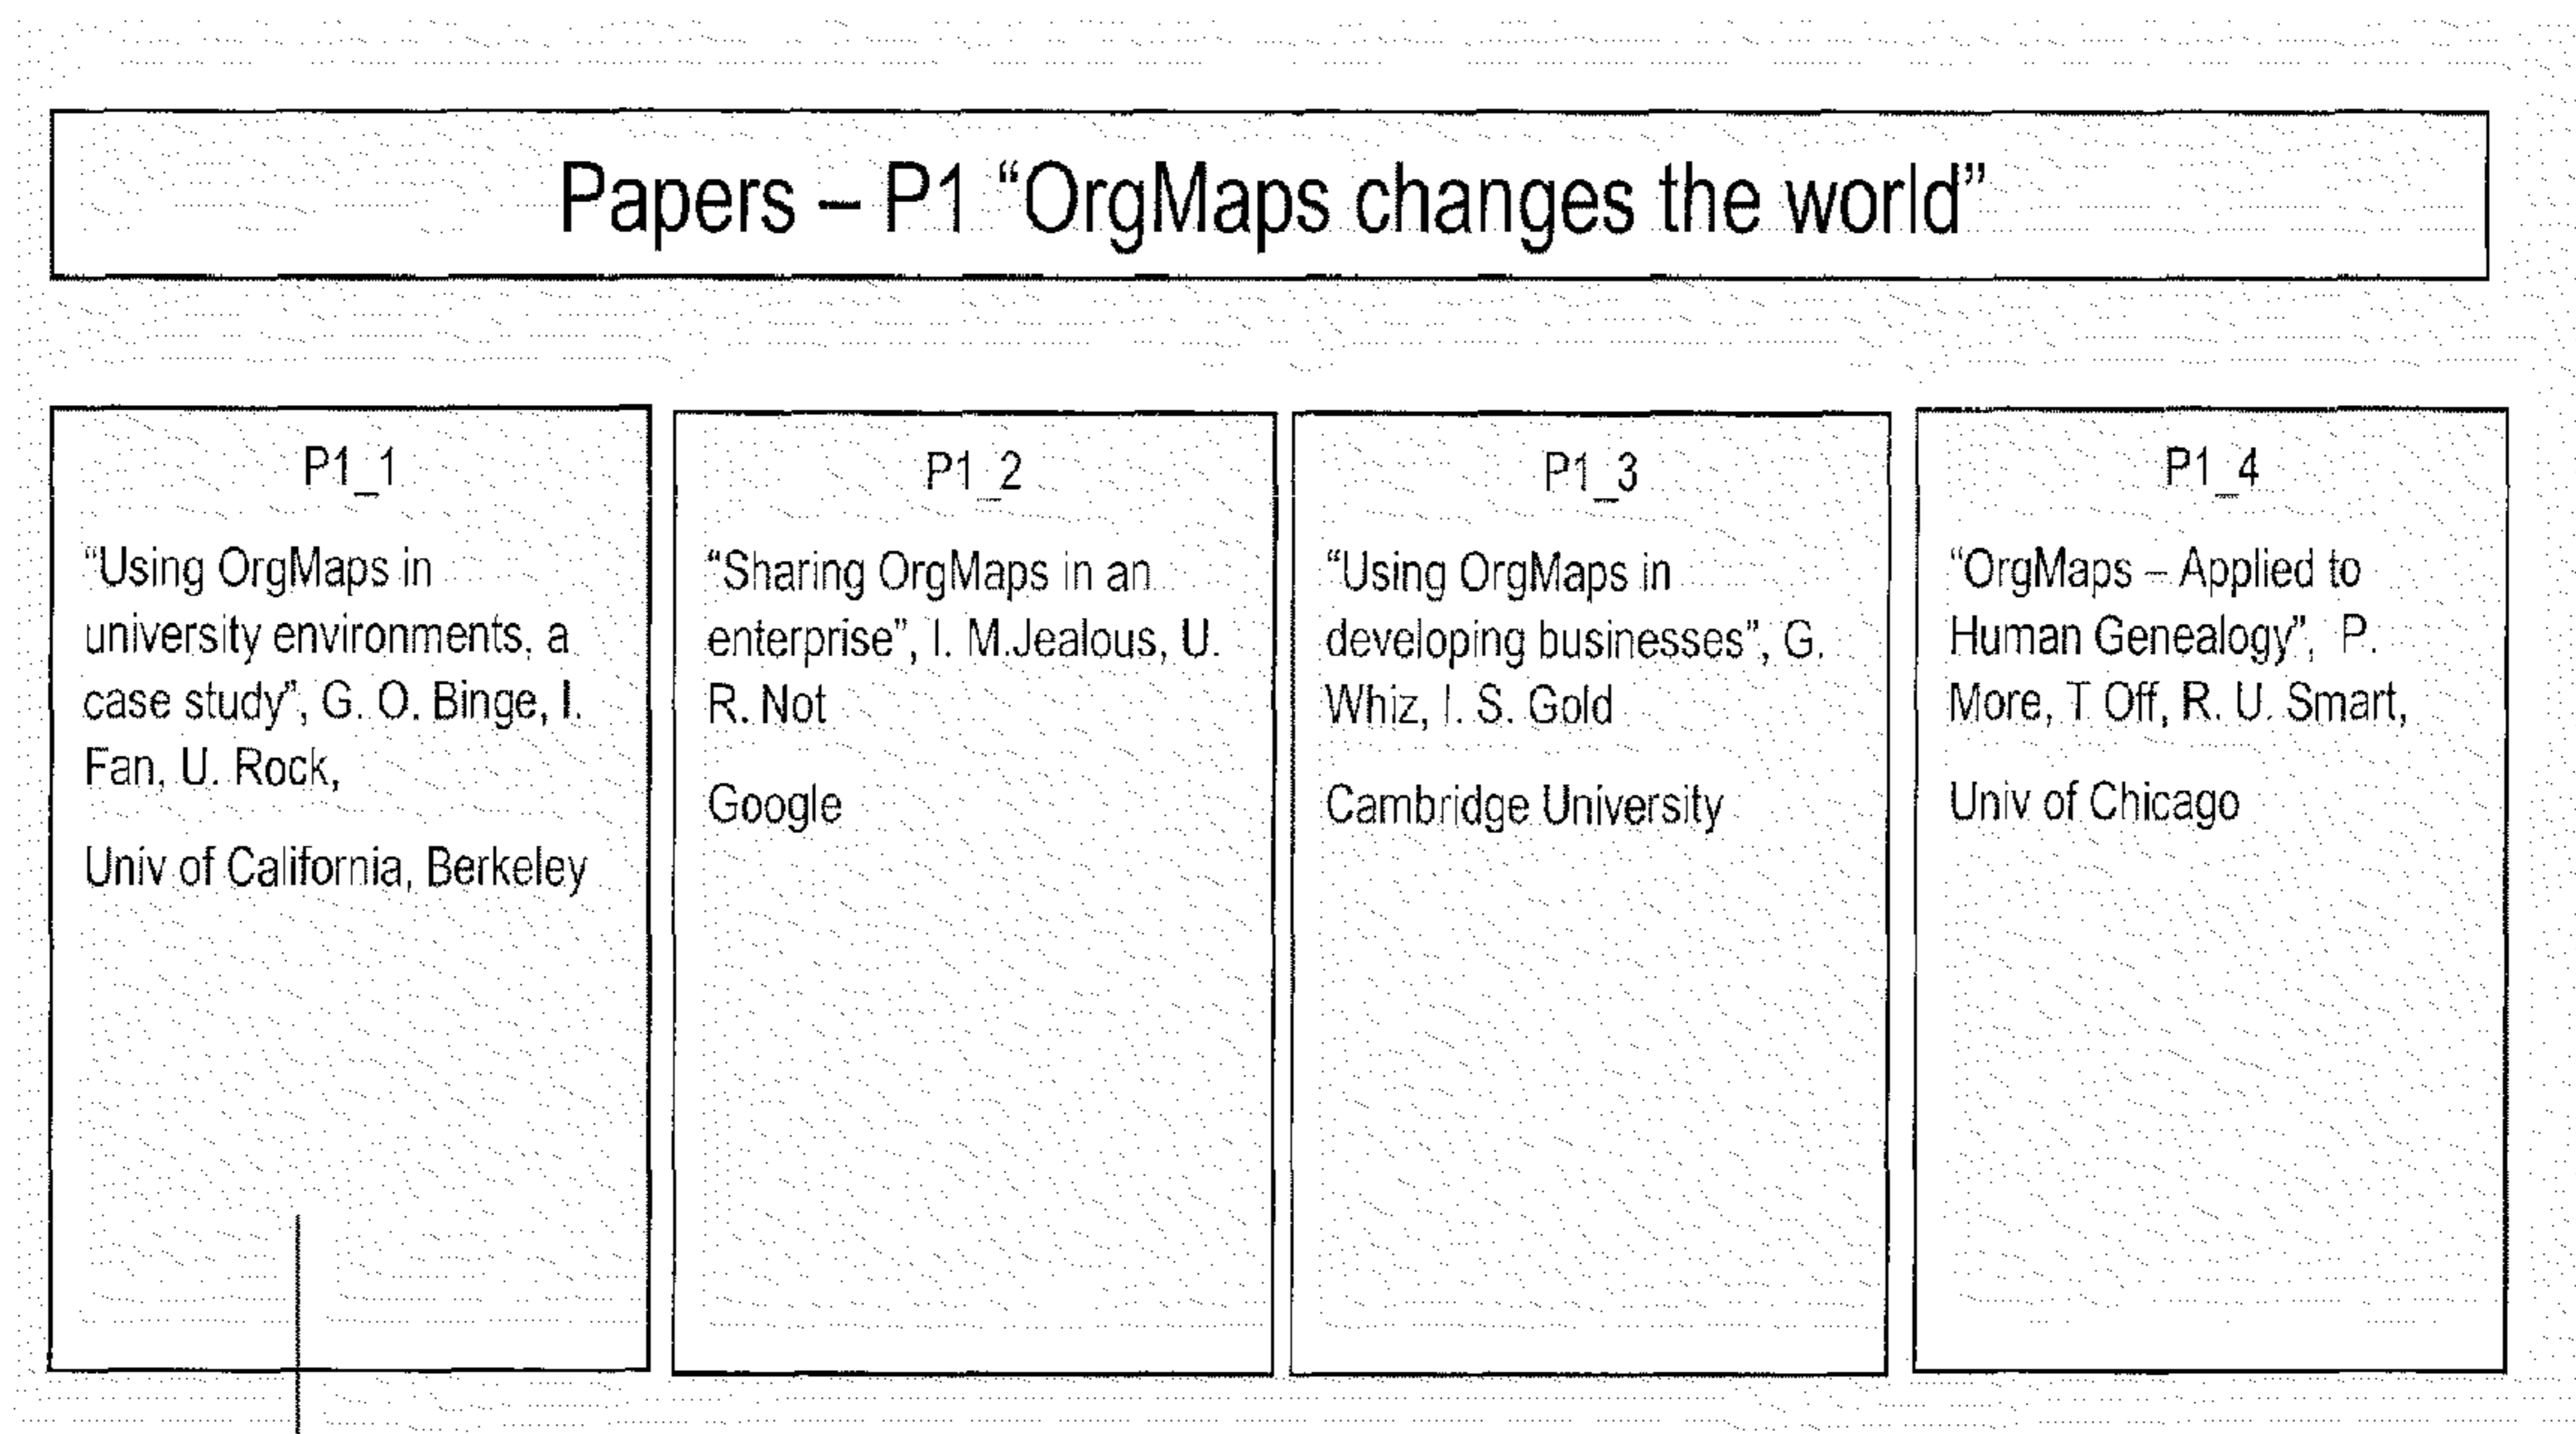 Papers – P1 “OrgMaps changes the world”
P1_1
“Using OrgMaps in
university environments, a
case study”, G. O. Binge, I.
Fan, U. Rock,
Univ of California, Berkeley
P1_2
“Sharing OrgMaps in an
enterprise”, I. M.Jealous, U.
R. Not
Google
P1_3
“Using OrgMaps in
developing businesses”, G.
Whiz, I. S. Gold
Cambridge University
P1_4
“OrgMaps – Applied to
Human Genealogy”, P.
More, T Off, R. U. Smart,
Univ of Chicago